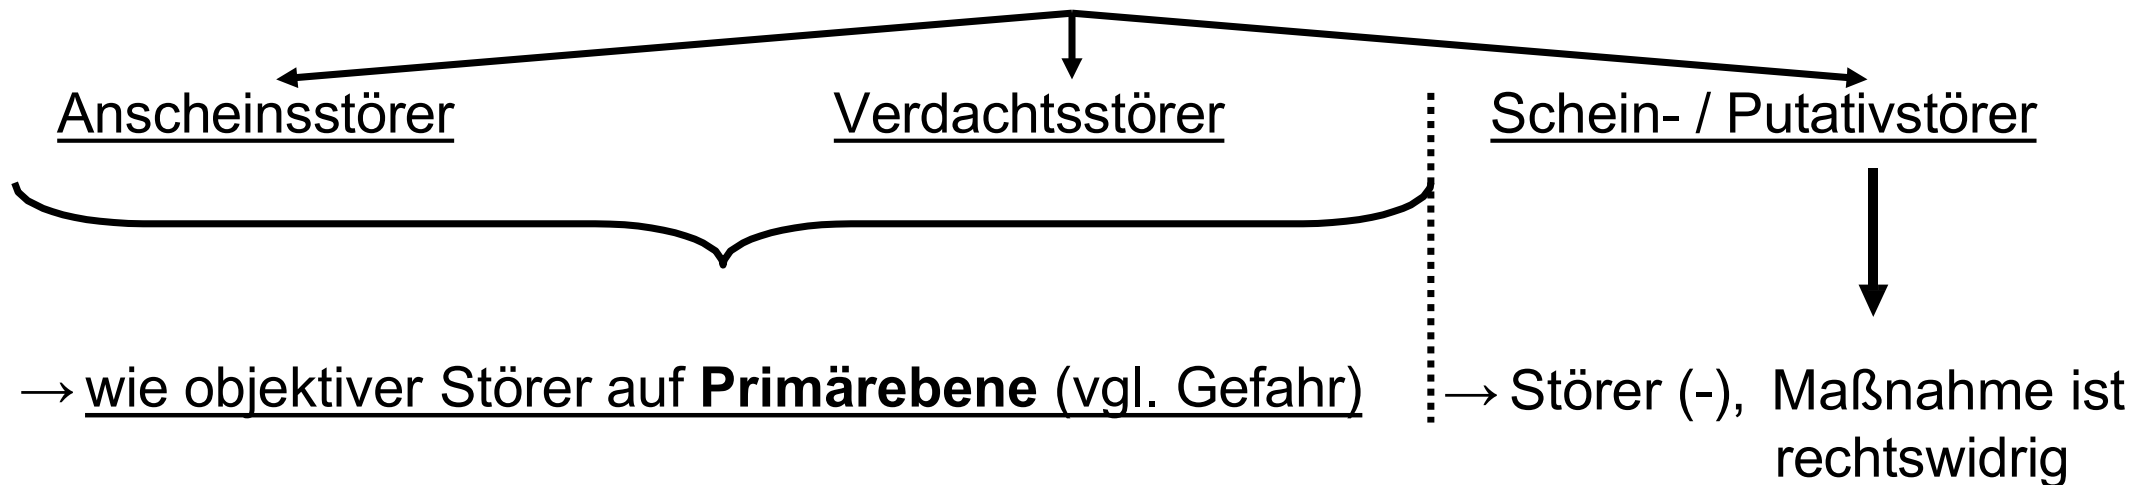 Anscheinsstörer Verdachtsstörer Schein- / Putativstörer
→ wie objektiver Störer auf Primärebene (vgl. Gefahr) → Störer (-), Maßnahme ist
rechtswidrig